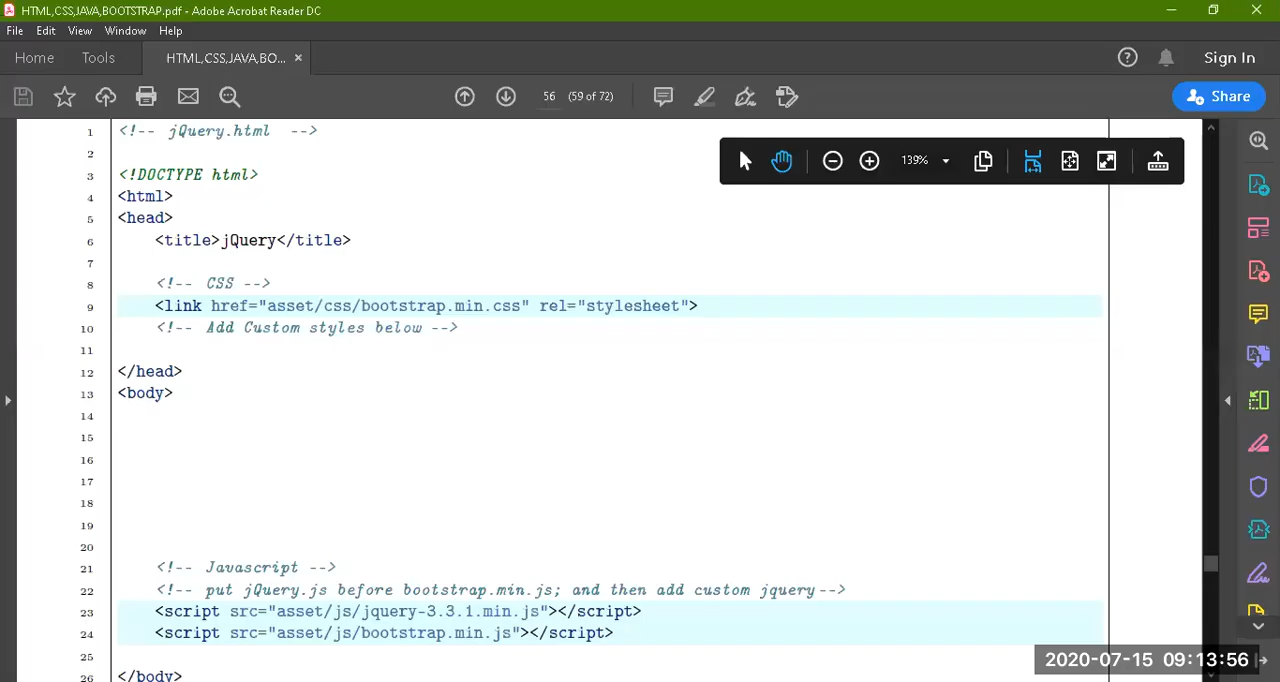 HTML,CSS,JAVA,BOOTSTRAP.pdf - Adobe Acrobat Reader DC
File Edit View Window Help
Home Tools HTML,CSS,JAVA,BO... × Sign In
56 (59 of 72) Share
139%
1 <!-- jQuery.html -->
2
3 <!DOCTYPE html>
4 <html>
5 <head>
6 <title>jQuery</title>
7
8 <!-- CSS -->
9 <link href="asset/css/bootstrap.min.css" rel="stylesheet">
10 <!-- Add Custom styles below -->
11
12 </head>
13 <body>
14
15
16
17
18
19
20
21 <!-- Javascript -->
22 <!-- put jQuery.js before bootstrap.min.js; and then add custom jquery-->
23 <script src="asset/js/jquery-3.3.1.min.js"></script>
24 <script src="asset/js/bootstrap.min.js"></script>
25
26 </body>
2020-07-15 09:13:56